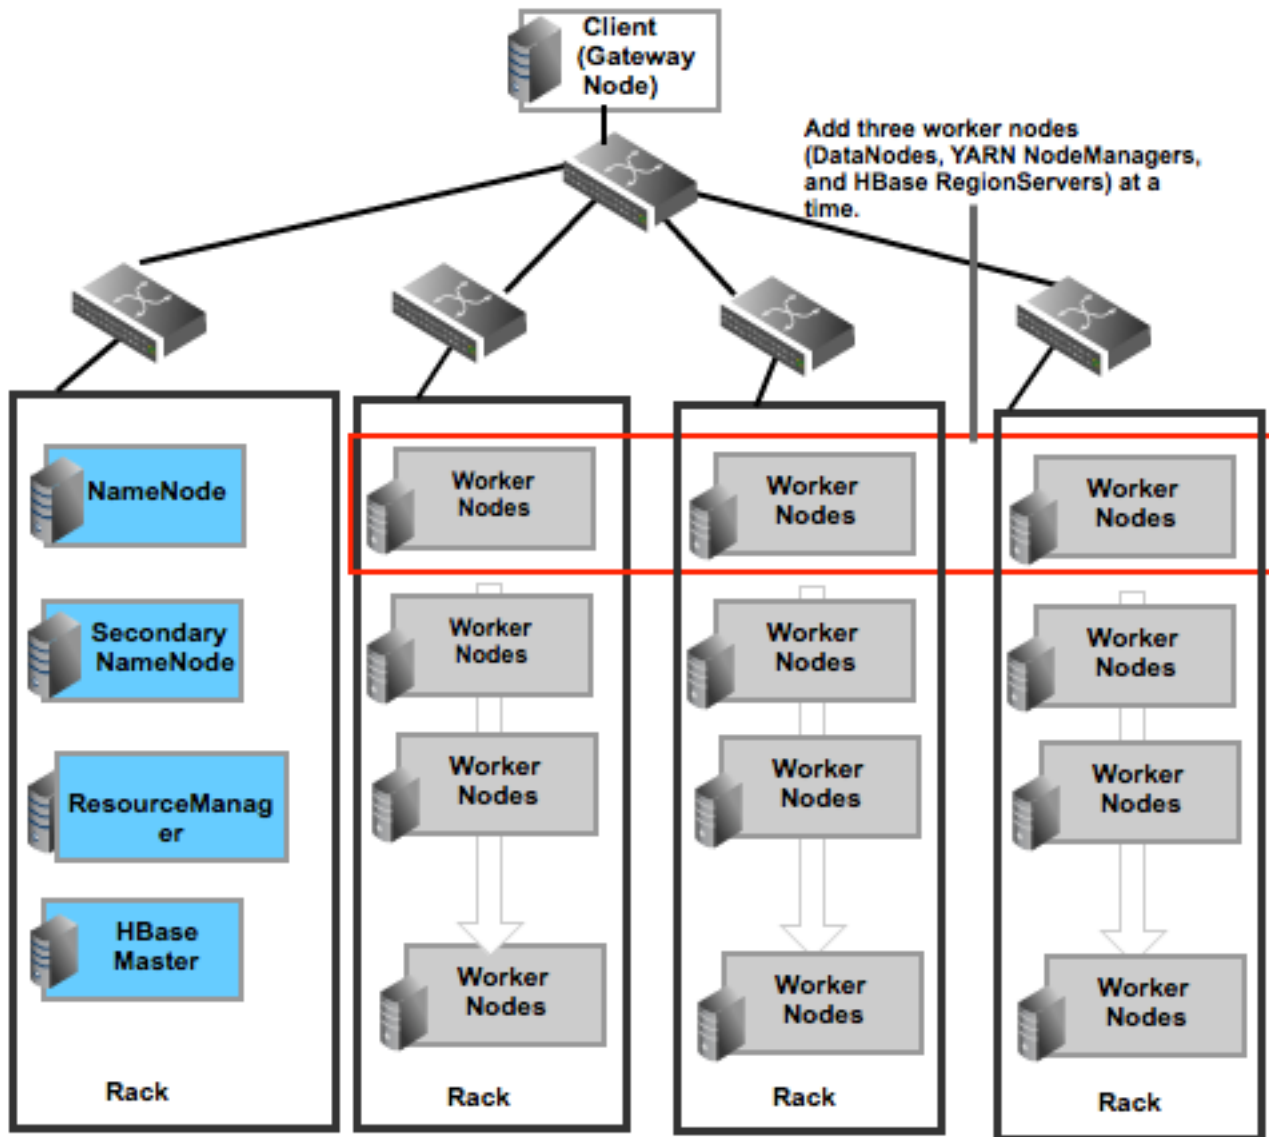 Client
(Gateway
Node)
Add three worker nodes
(DataNodes, YARN NodeManagers,
and HBase RegionServers) at a
time.
NameNode
Secondary
NameNode
ResourceManag
er
HBase
Master
Rack
Worker
Nodes
Worker
Nodes
Worker
Nodes
Worker
Nodes
Rack
Worker
Nodes
Worker
Nodes
Worker
Nodes
Worker
Nodes
Rack
Worker
Nodes
Worker
Nodes
Worker
Nodes
Worker
Nodes
Rack